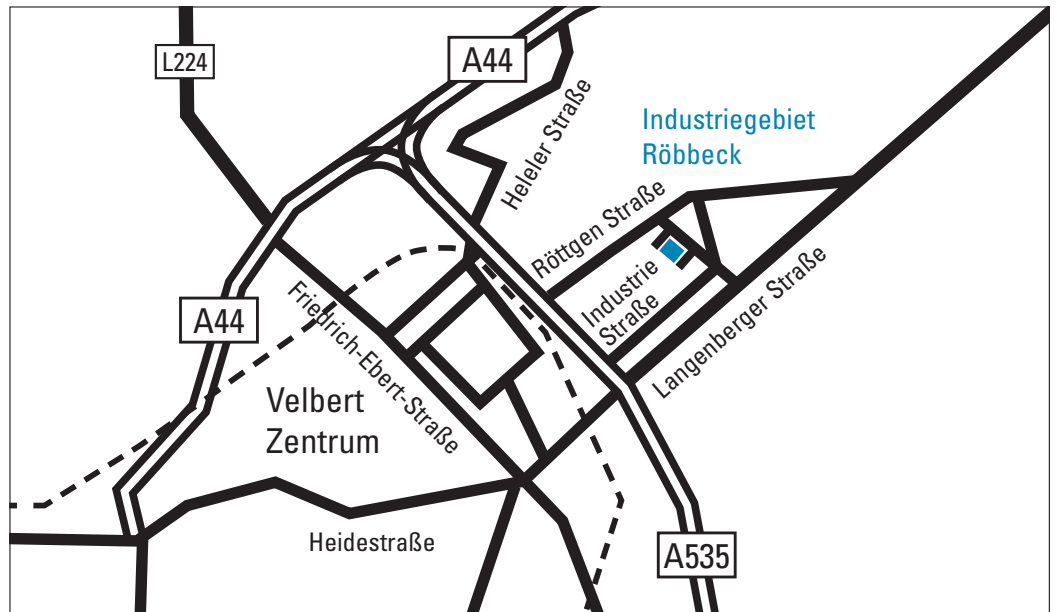 A44
L224
Heleler Straße
Industriegebiet
Röbbeck
Röttgen Straße
Industrie
Straße
Langenberger Straße
A44
Friedrich-Ebert-Straße
Velbert
Zentrum
Heidestraße
A535